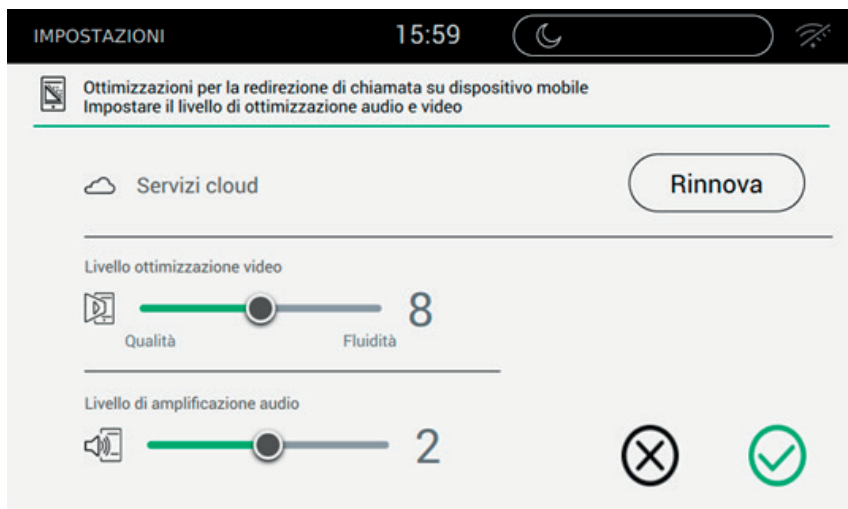 IMPOSTAZIONI 15:59
Ottimizzazioni per la redirezione di chiamata su dispositivo mobile
Impostare il livello di ottimizzazione audio e video
Servizi cloud Rinnova
Livello ottimizzazione video
8
Qualità Fluidità
Livello di amplificazione audio
2